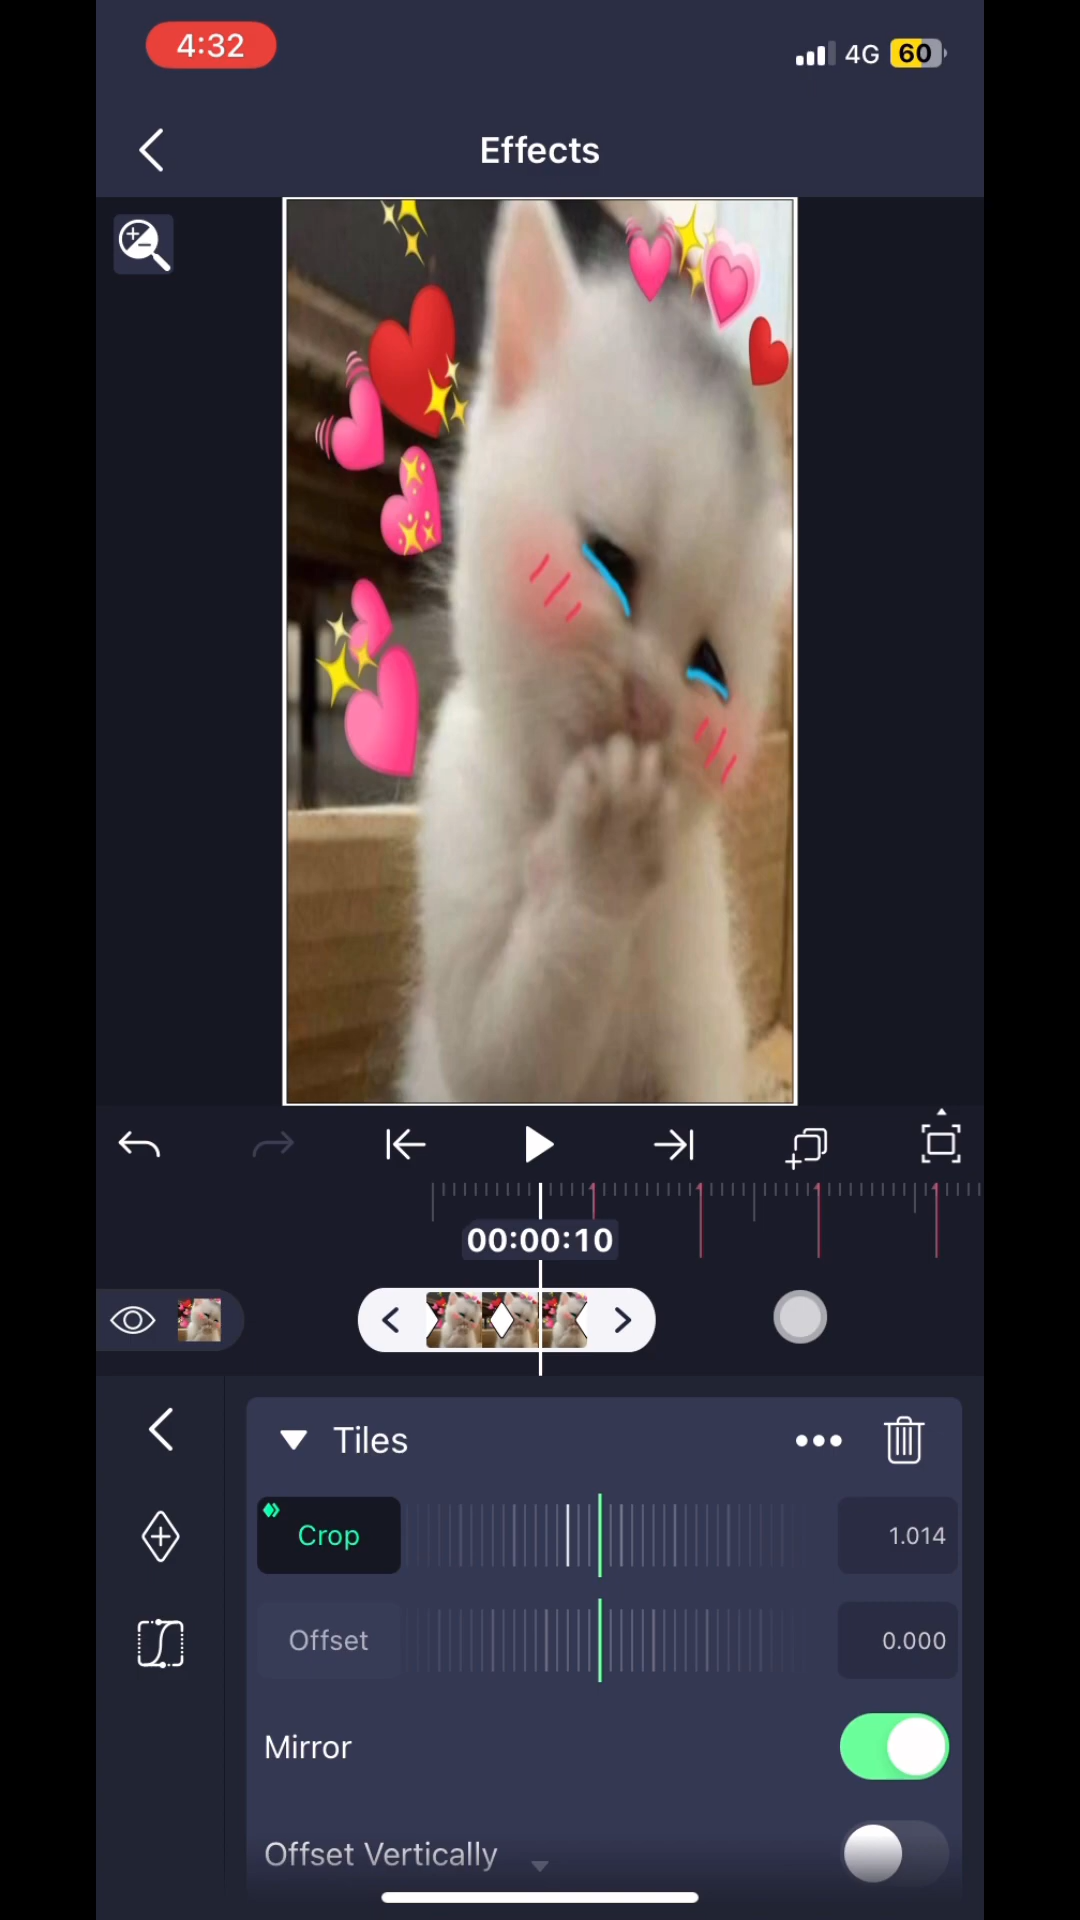 4:32
4G 60
Effects
00:00:10
Tiles
Crop 1.014
Offset 0.000
Mirror
Offset Vertically